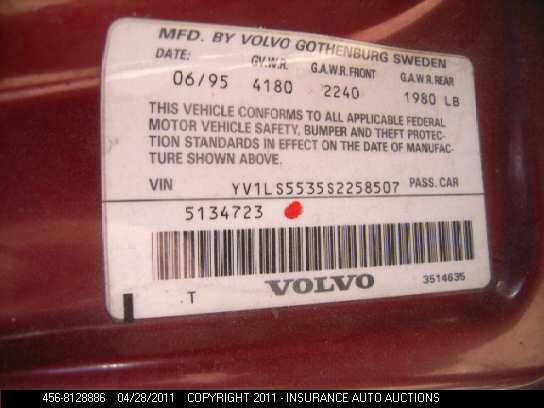 MFD. BY VOLVO GOTHENBURG SWEDEN
DATE: GV.W.R. G.A.W.R. FRONT G.A.W.R. REAR
06/95 4180 2240 1980 LB
THIS VEHICLE CONFORMS TO ALL APPLICABLE FEDERAL
MOTOR VEHICLE SAFETY, BUMPER AND THEFT PROTEC-
TION STANDARDS IN EFFECT ON THE DATE OF MANUFAC-
TURE SHOWN ABOVE.
VIN YV1LS5535S2258507 PASS. CAR
5134723
T VOLVO 3514635
456-8128886 04/28/2011 COPYRIGHT 2011 - INSURANCE AUTO AUCTIONS